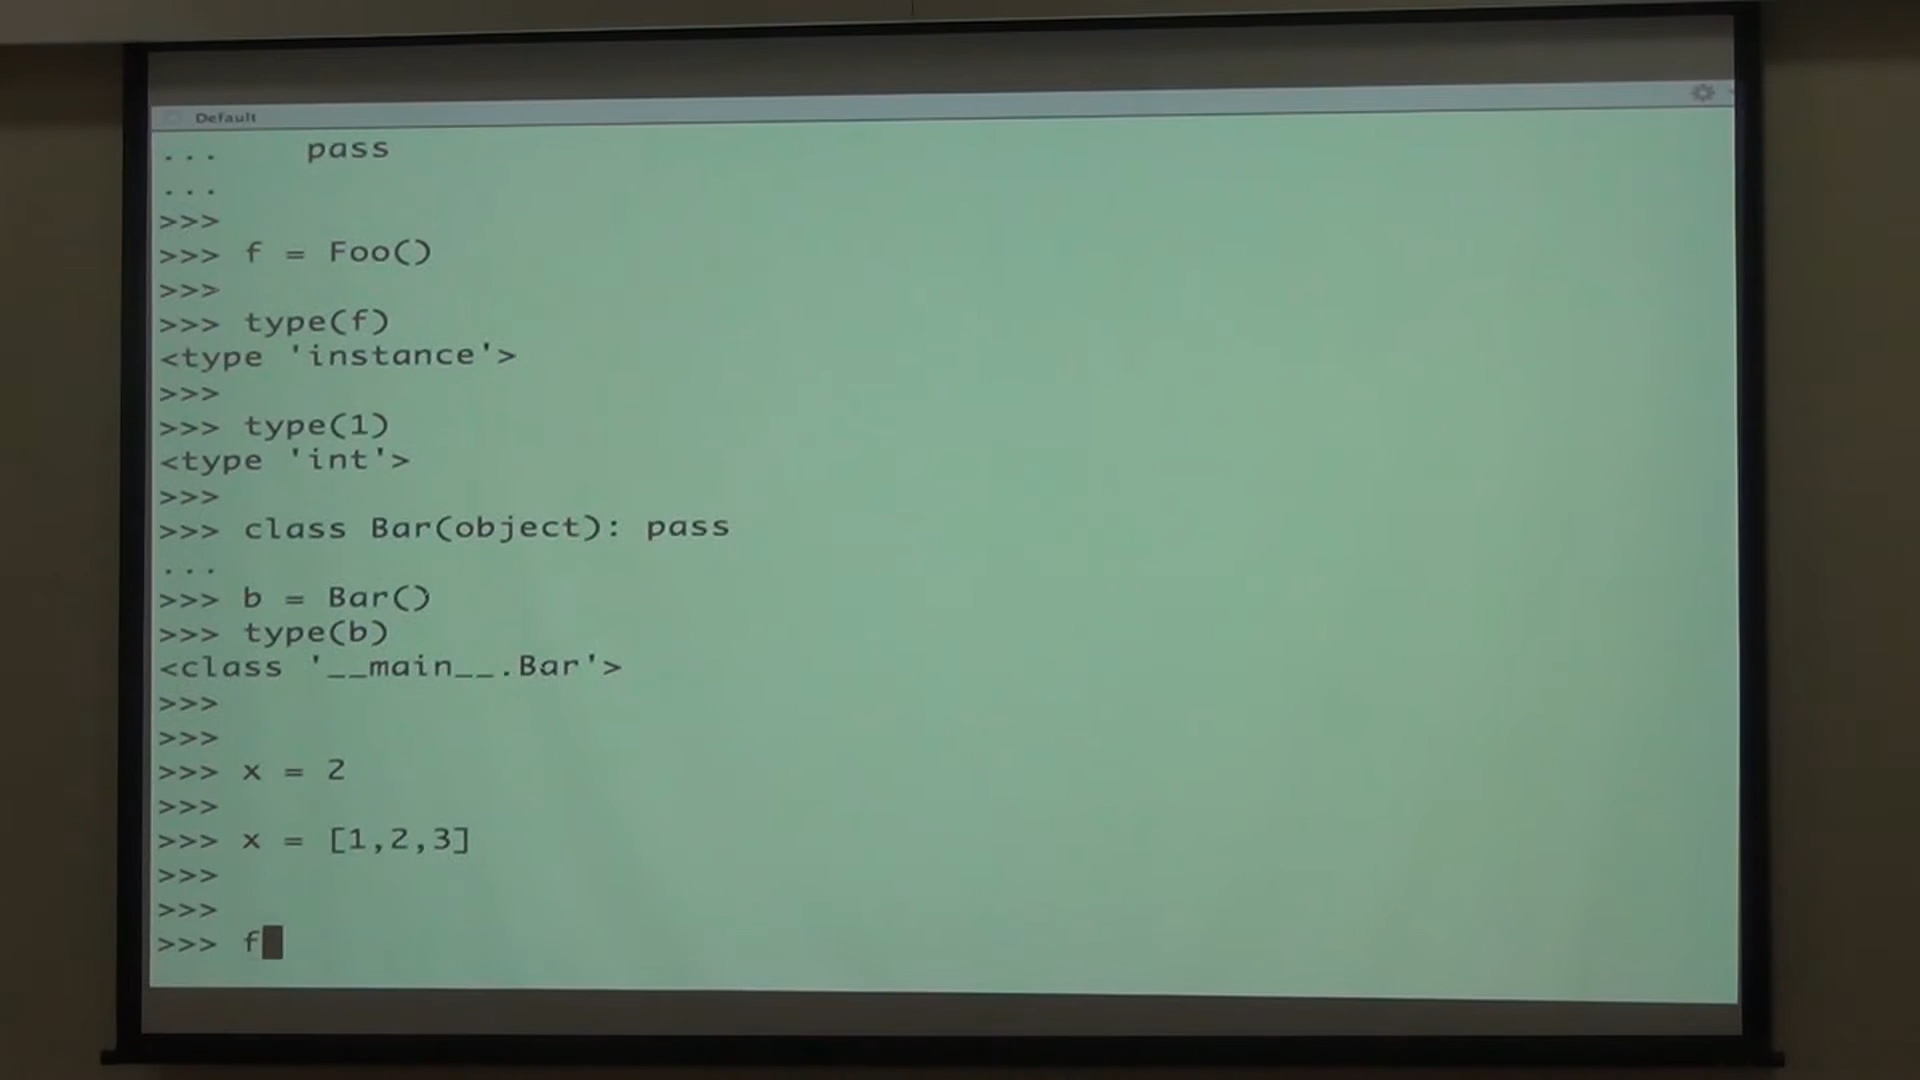 Default
...     pass
...
>>>
>>> f = Foo()
>>>
>>> type(f)
<type 'instance'>
>>>
>>> type(1)
<type 'int'>
>>>
>>> class Bar(object): pass
...
>>> b = Bar()
>>> type(b)
<class '__main__.Bar'>
>>>
>>>
>>> x = 2
>>>
>>> x = [1,2,3]
>>>
>>>
>>> f